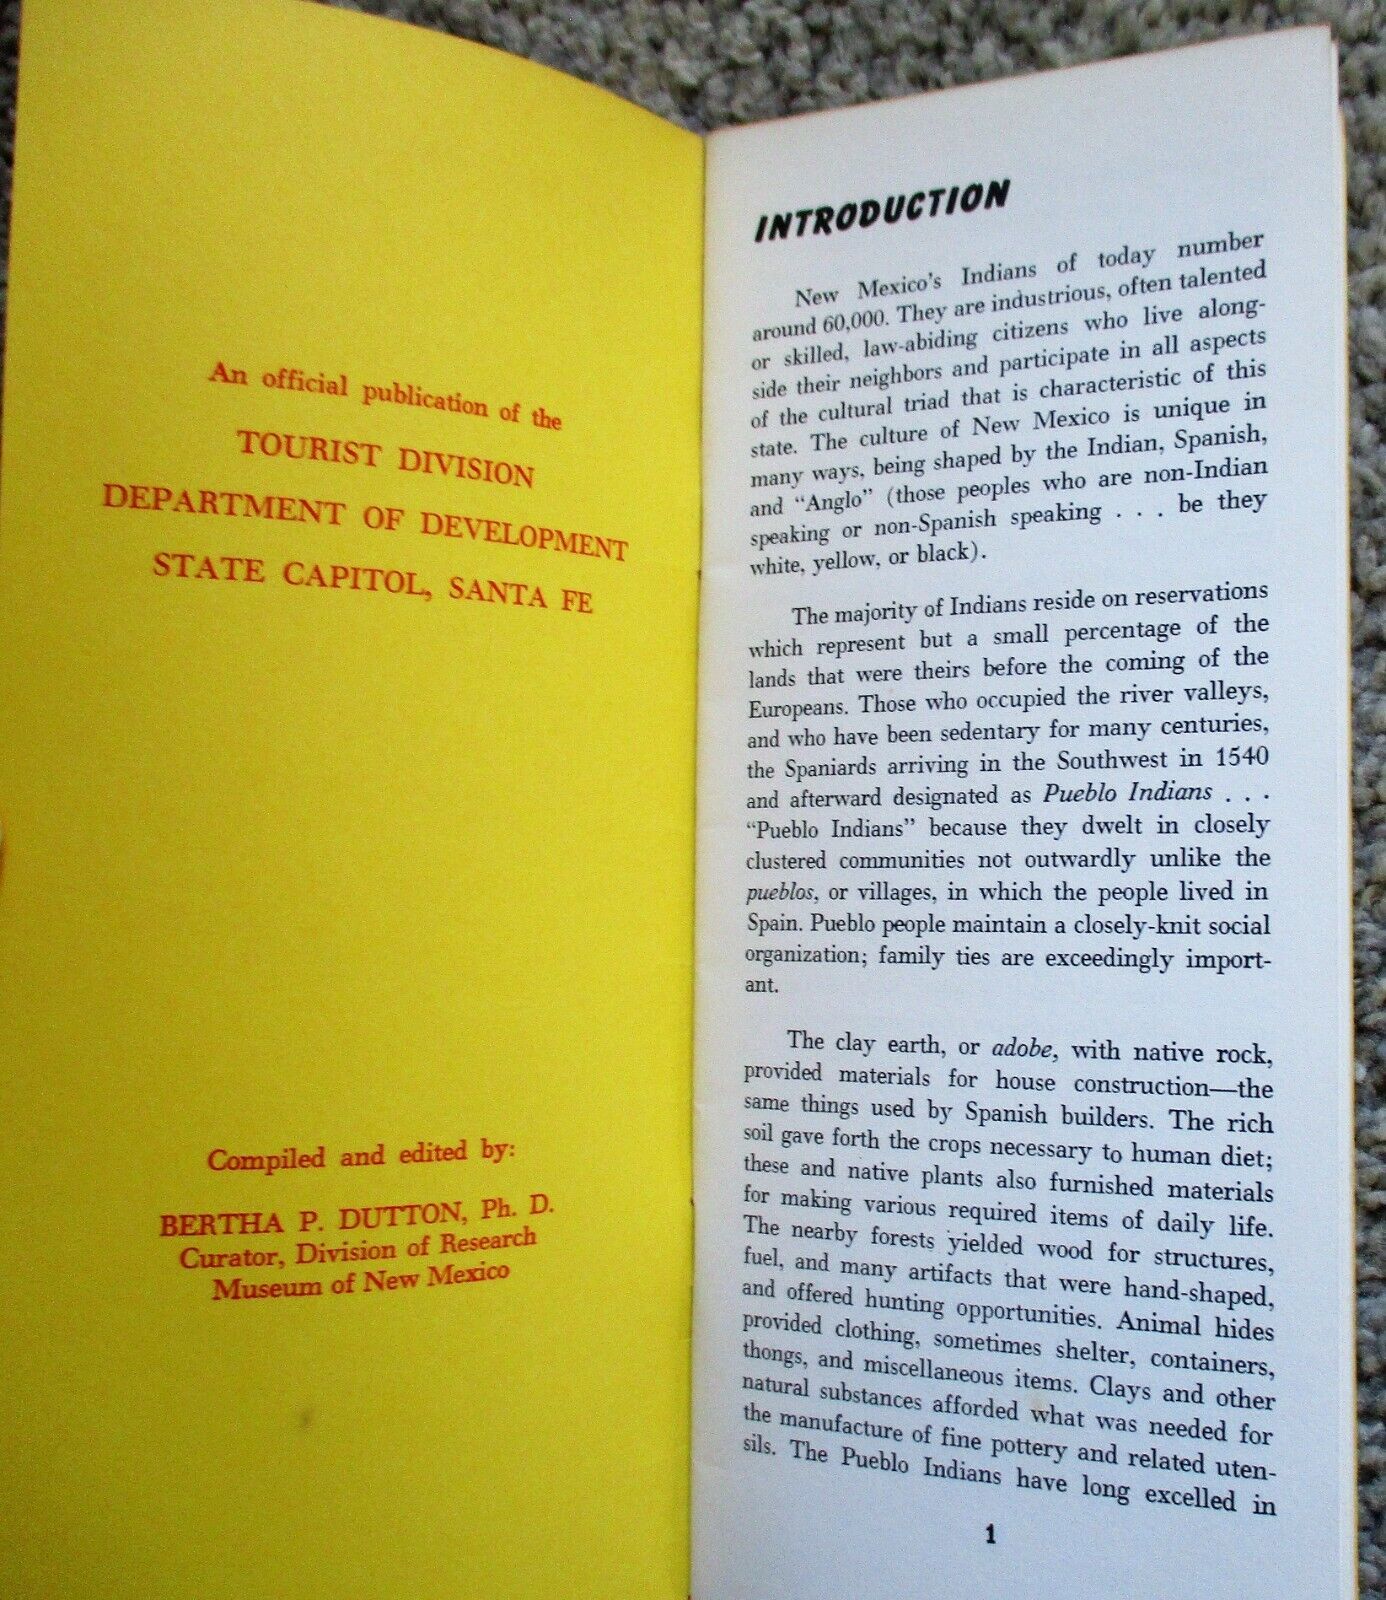 An official publication of the
TOURIST DIVISION
DEPARTMENT OF DEVELOPMENT
STATE CAPITOL, SANTA FE
Compiled and edited by:
BERTHA P. DUTTON, Ph. D.
Curator, Division of Research
Museum of New Mexico
INTRODUCTION
New Mexico's Indians of today number
around 60,000. They are industrious, often talented
or skilled, law-abiding citizens who live along-
side their neighbors and participate in all aspects
of the cultural triad that is characteristic of this
state. The culture of New Mexico is unique in
many ways, being shaped by the Indian, Spanish,
and “Anglo” (those peoples who are non-Indian
speaking or non-Spanish speaking . . . be they
white, yellow, or black).
The majority of Indians reside on reservations
which represent but a small percentage of the
lands that were theirs before the coming of the
Europeans. Those who occupied the river valleys,
and who have been sedentary for many centuries,
the Spaniards arriving in the Southwest in 1540
and afterward designated as Pueblo Indians . . .
“Pueblo Indians” because they dwelt in closely
clustered communities not outwardly unlike the
pueblos, or villages, in which the people lived in
Spain. Pueblo people maintain a closely-knit social
organization; family ties are exceedingly import-
ant.
The clay earth, or adobe, with native rock,
provided materials for house construction—the
same things used by Spanish builders. The rich
soil gave forth the crops necessary to human diet;
these and native plants also furnished materials
for making various required items of daily life.
The nearby forests yielded wood for structures,
fuel, and many artifacts that were hand-shaped,
and offered hunting opportunities. Animal hides
provided clothing, sometimes shelter, containers,
thongs, and miscellaneous items. Clays and other
natural substances afforded what was needed for
the manufacture of fine pottery and related uten-
sils. The Pueblo Indians have long excelled in
1